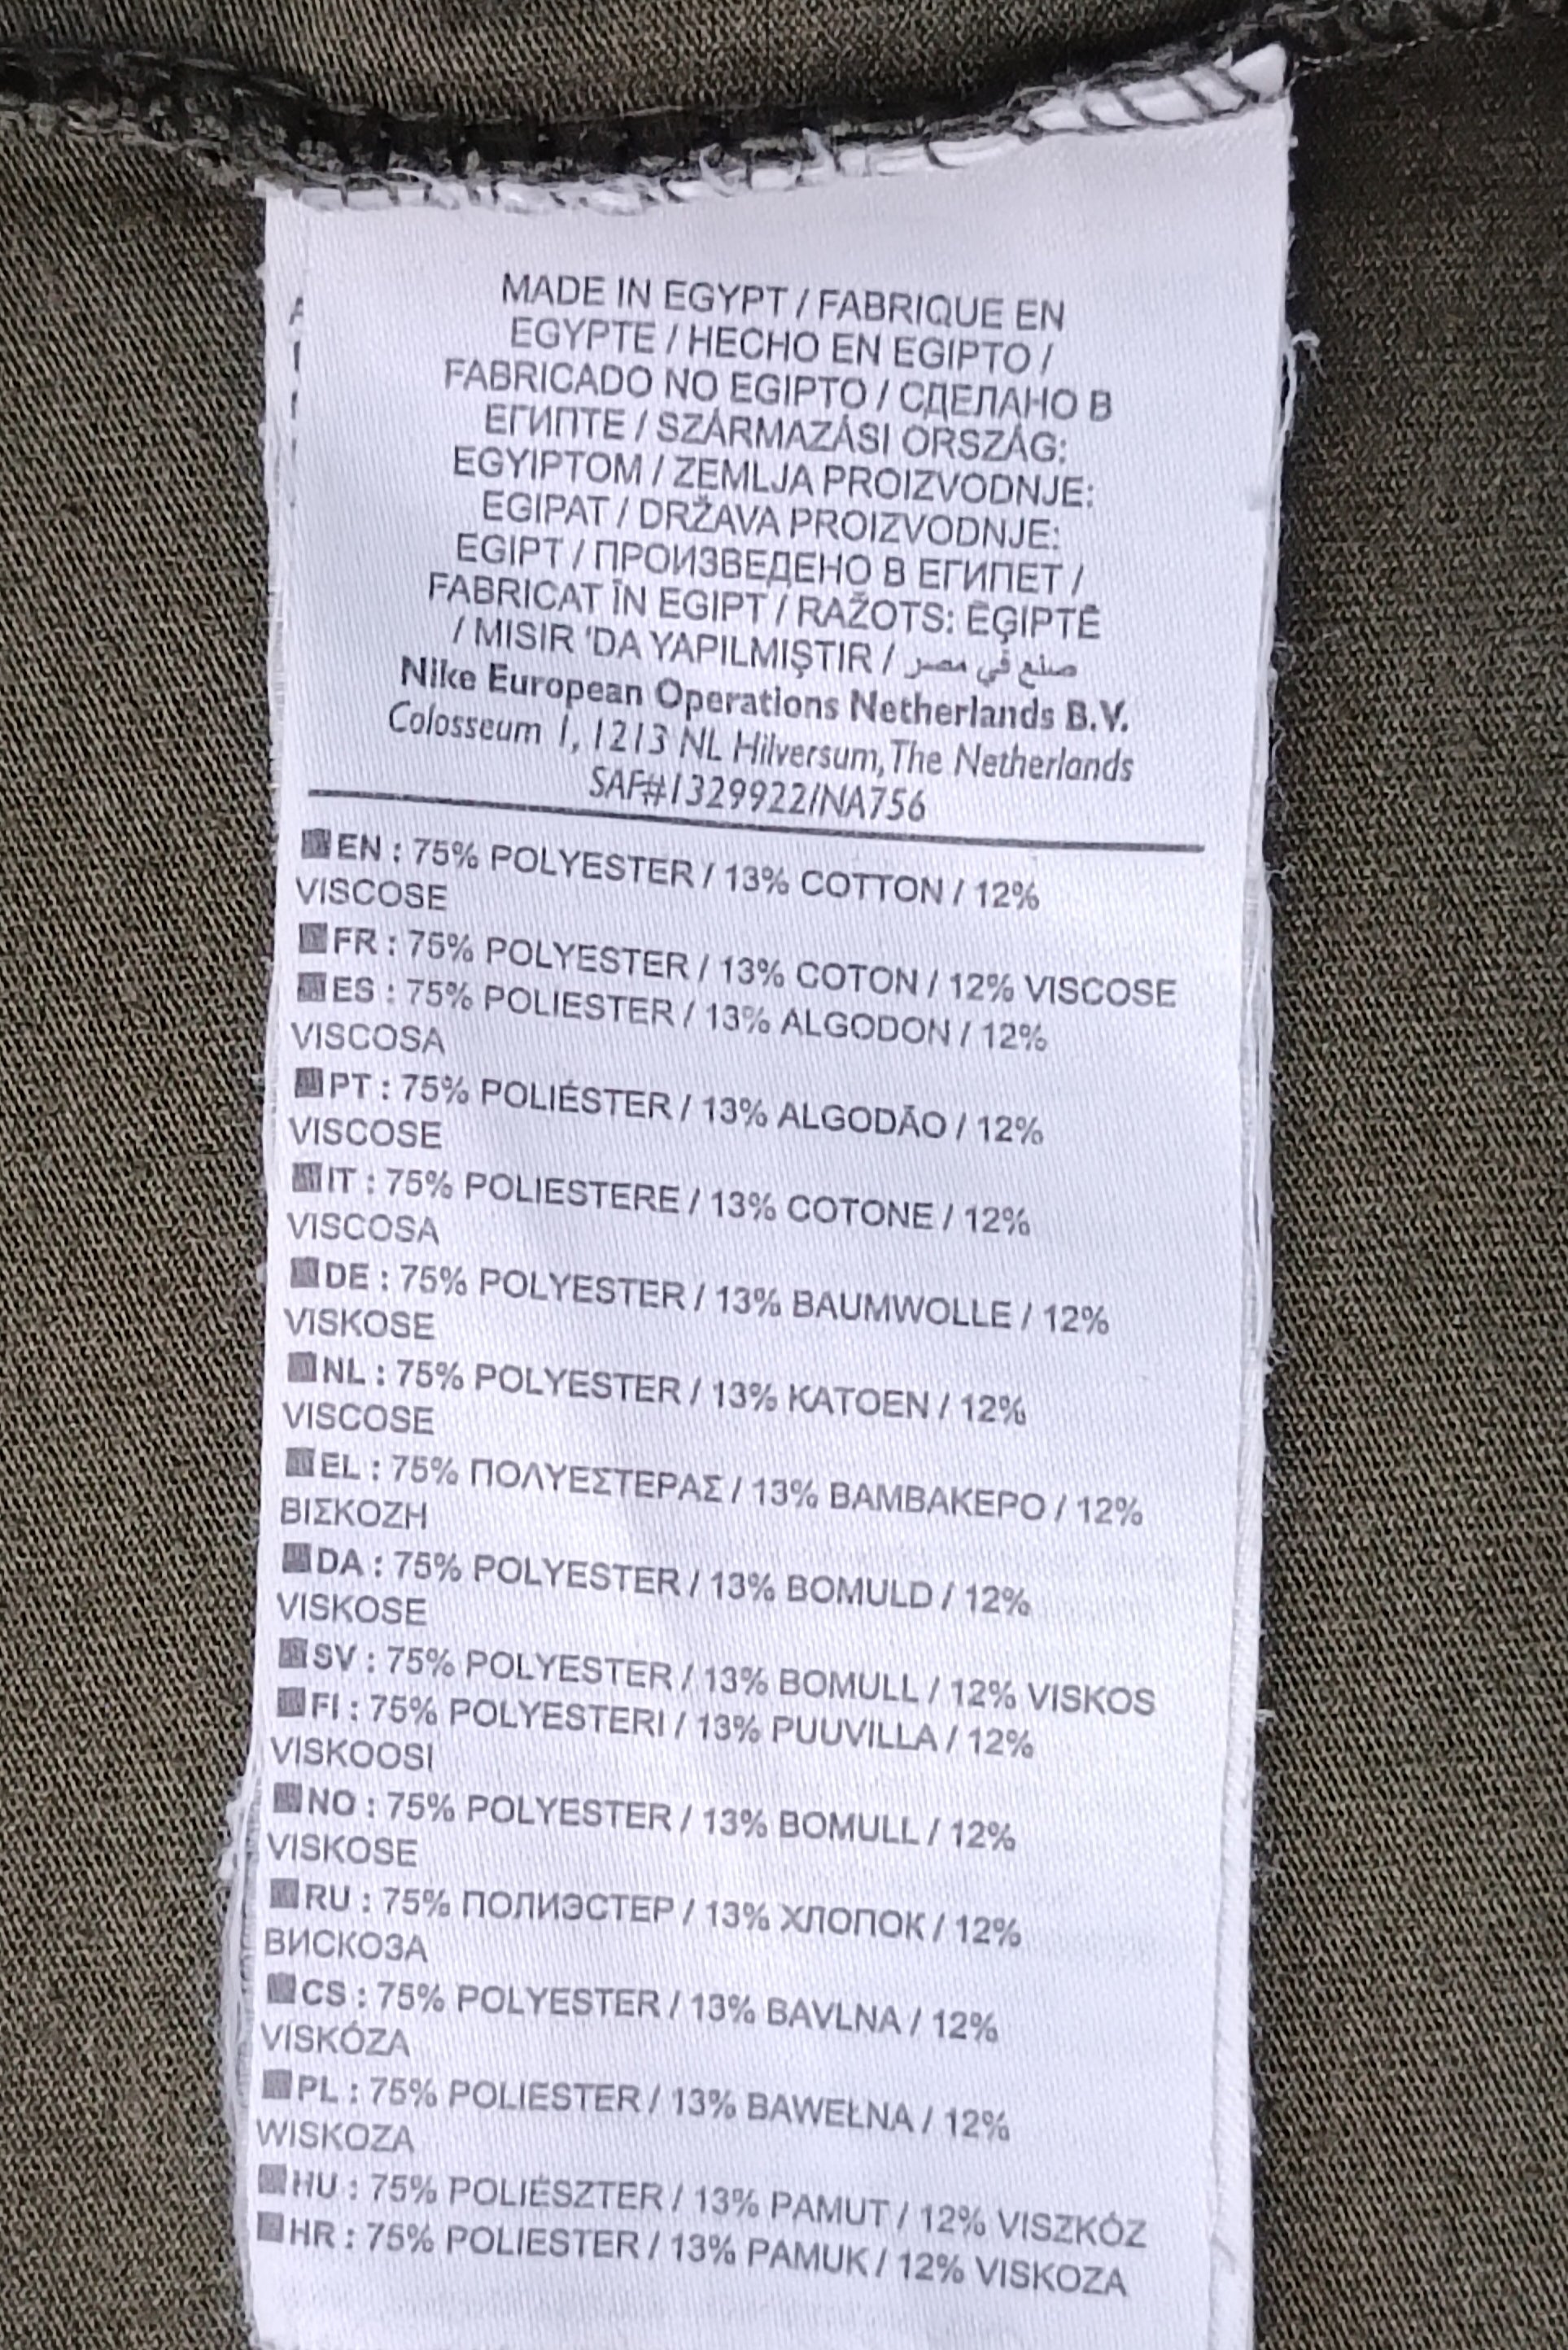 MADE IN EGYPT / FABRIQUE EN
EGYPTE / HECHO EN EGIPTO /
FABRICADO NO EGIPTO / СДЕЛАНО В
ЕГИПТЕ / SZÁRMAZÁSI ORSZÁG:
EGYIPTOM / ZEMLJA PROIZVODNJE:
EGIPAT / DRŽAVA PROIZVODNJE:
EGIPT / ПРОИЗВЕДЕНО В ЕГИПЕТ /
FABRICAT ÎN EGIPT / RAŽOTS: ĒĢIPTĒ
/ MISIR 'DA YAPILMIŞTIR / صنع في مصر
Nike European Operations Netherlands B.V.
Colosseum 1, 1213 NL Hilversum, The Netherlands
SAF#1329922/NA756
EN : 75% POLYESTER / 13% COTTON / 12%
VISCOSE
FR : 75% POLYESTER / 13% COTON / 12% VISCOSE
ES : 75% POLIESTER / 13% ALGODON / 12%
VISCOSA
PT : 75% POLIÉSTER / 13% ALGODÃO / 12%
VISCOSE
IT : 75% POLIESTERE / 13% COTONE / 12%
VISCOSA
DE : 75% POLYESTER / 13% BAUMWOLLE / 12%
VISKOSE
NL : 75% POLYESTER / 13% KATOEN / 12%
VISCOSE
EL : 75% ΠΟΛΥΕΣΤΕΡΑΣ / 13% ΒΑΜΒΑΚΕΡΟ / 12%
ΒΙΣΚΟΖΗ
DA : 75% POLYESTER / 13% BOMULD / 12%
VISKOSE
SV : 75% POLYESTER / 13% BOMULL / 12% VISKOS
FI : 75% POLYESTERI / 13% PUUVILLA / 12%
VISKOOSI
NO : 75% POLYESTER / 13% BOMULL / 12%
VISKOSE
RU : 75% ПОЛИЭСТЕР / 13% ХЛОПОК / 12%
ВИСКОЗА
CS : 75% POLYESTER / 13% BAVLNA / 12%
VISKÓZA
PL : 75% POLIESTER / 13% BAWEŁNA / 12%
WISKOZA
HU : 75% POLIÉSZTER / 13% PAMUT / 12% VISZKÓZ
HR : 75% POLIESTER / 13% PAMUK / 12% VISKOZA